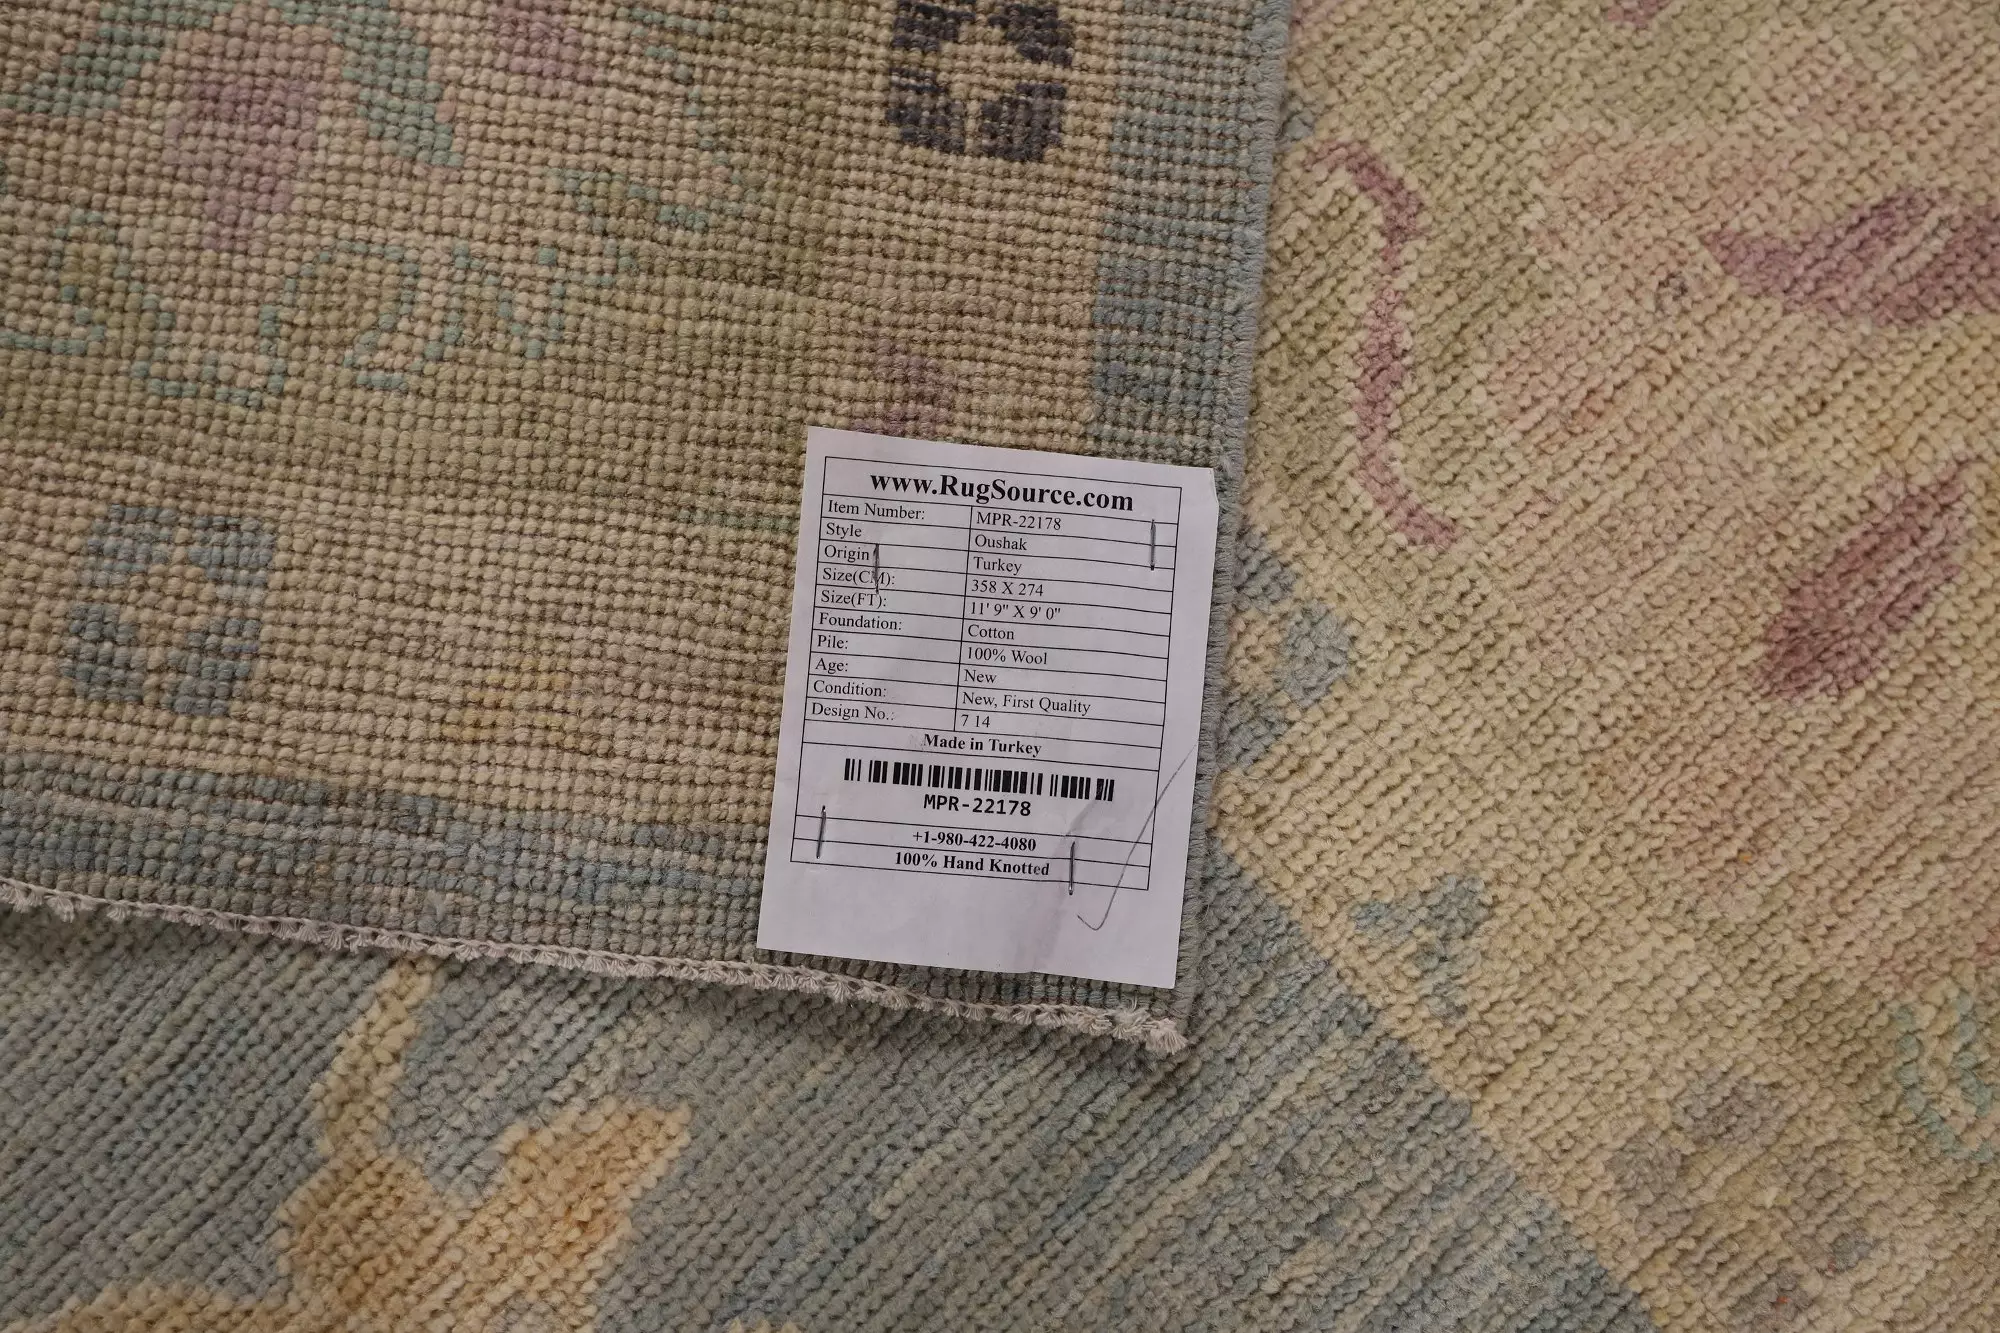 www.RugSource.com
Item Number: MPR-22178
Style Oushak
Origin Turkey
Size(CM): 358 X 274
Size(FT): 11' 9" X 9' 0"
Foundation: Cotton
Pile: 100% Wool
Age: New
Condition: New, First Quality
Design No.: 7 14
Made in Turkey
MPR-22178
+1-980-422-4080
100% Hand Knotted